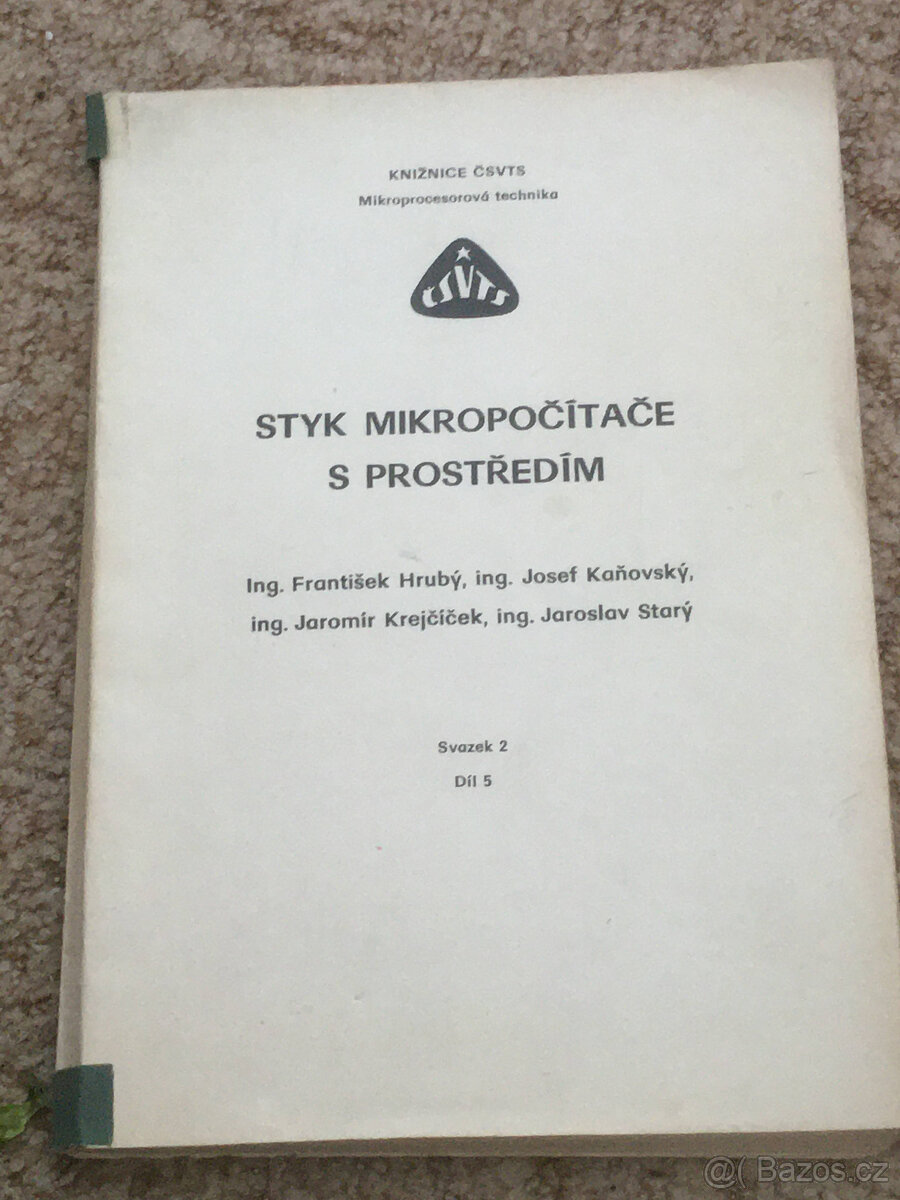 KNIŽNICE ČSVTS
Mikroprocesorová technika
ČSVTS
STYK MIKROPOČÍTAČE
S PROSTŘEDÍM
Ing. František Hrubý, ing. Josef Kaňovský,
ing. Jaromír Krejčíček, ing. Jaroslav Starý
Svazek 2
Díl 5
@( Bazos.cz